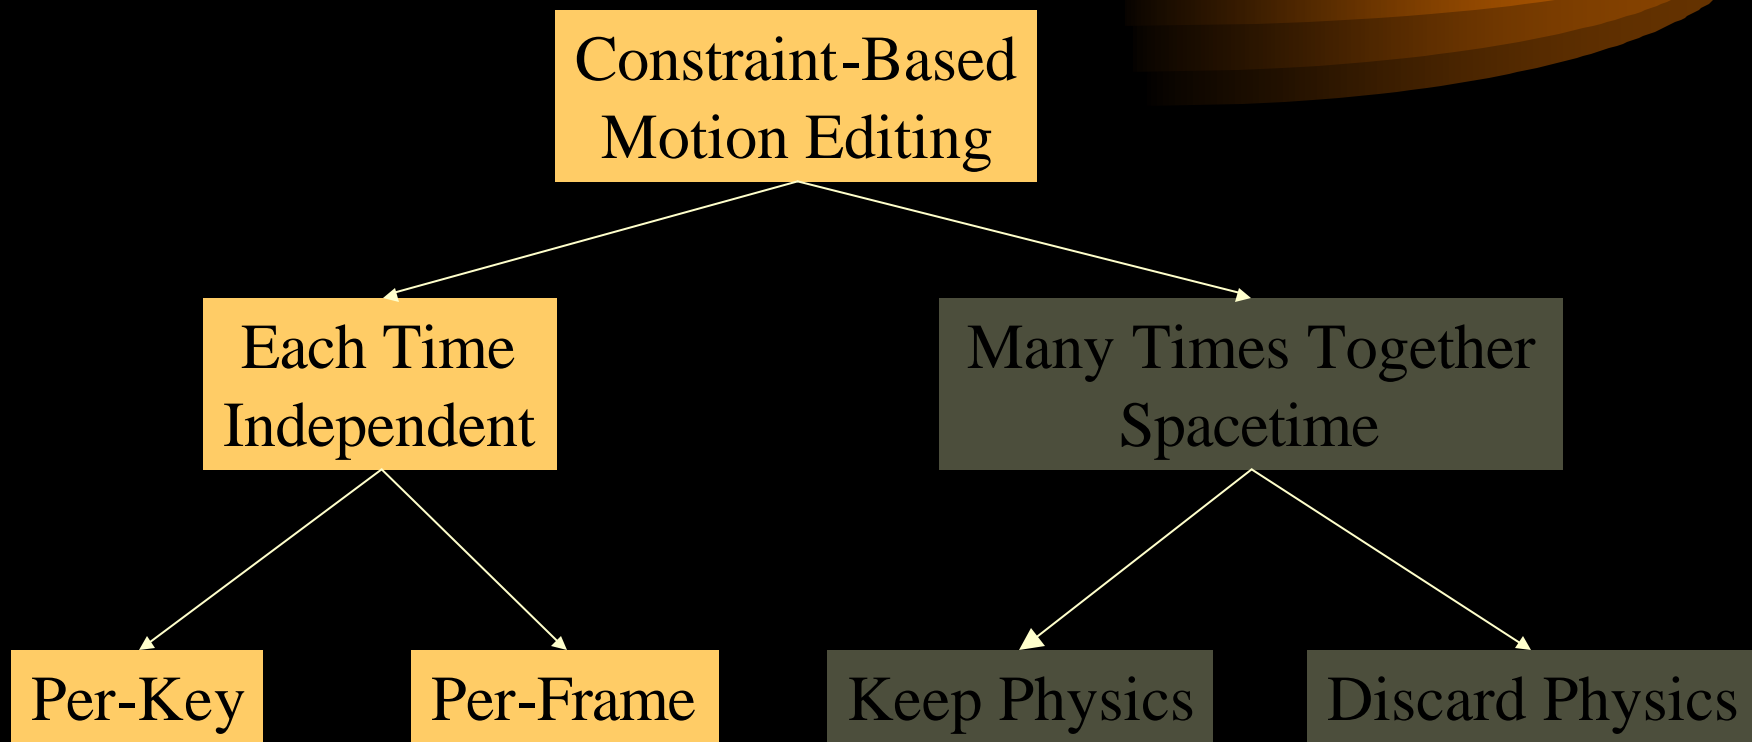 Constraint-Based
Motion Editing
Each Time
Independent
Many Times Together
Spacetime
Per-Key
Per-Frame
Keep Physics
Discard Physics